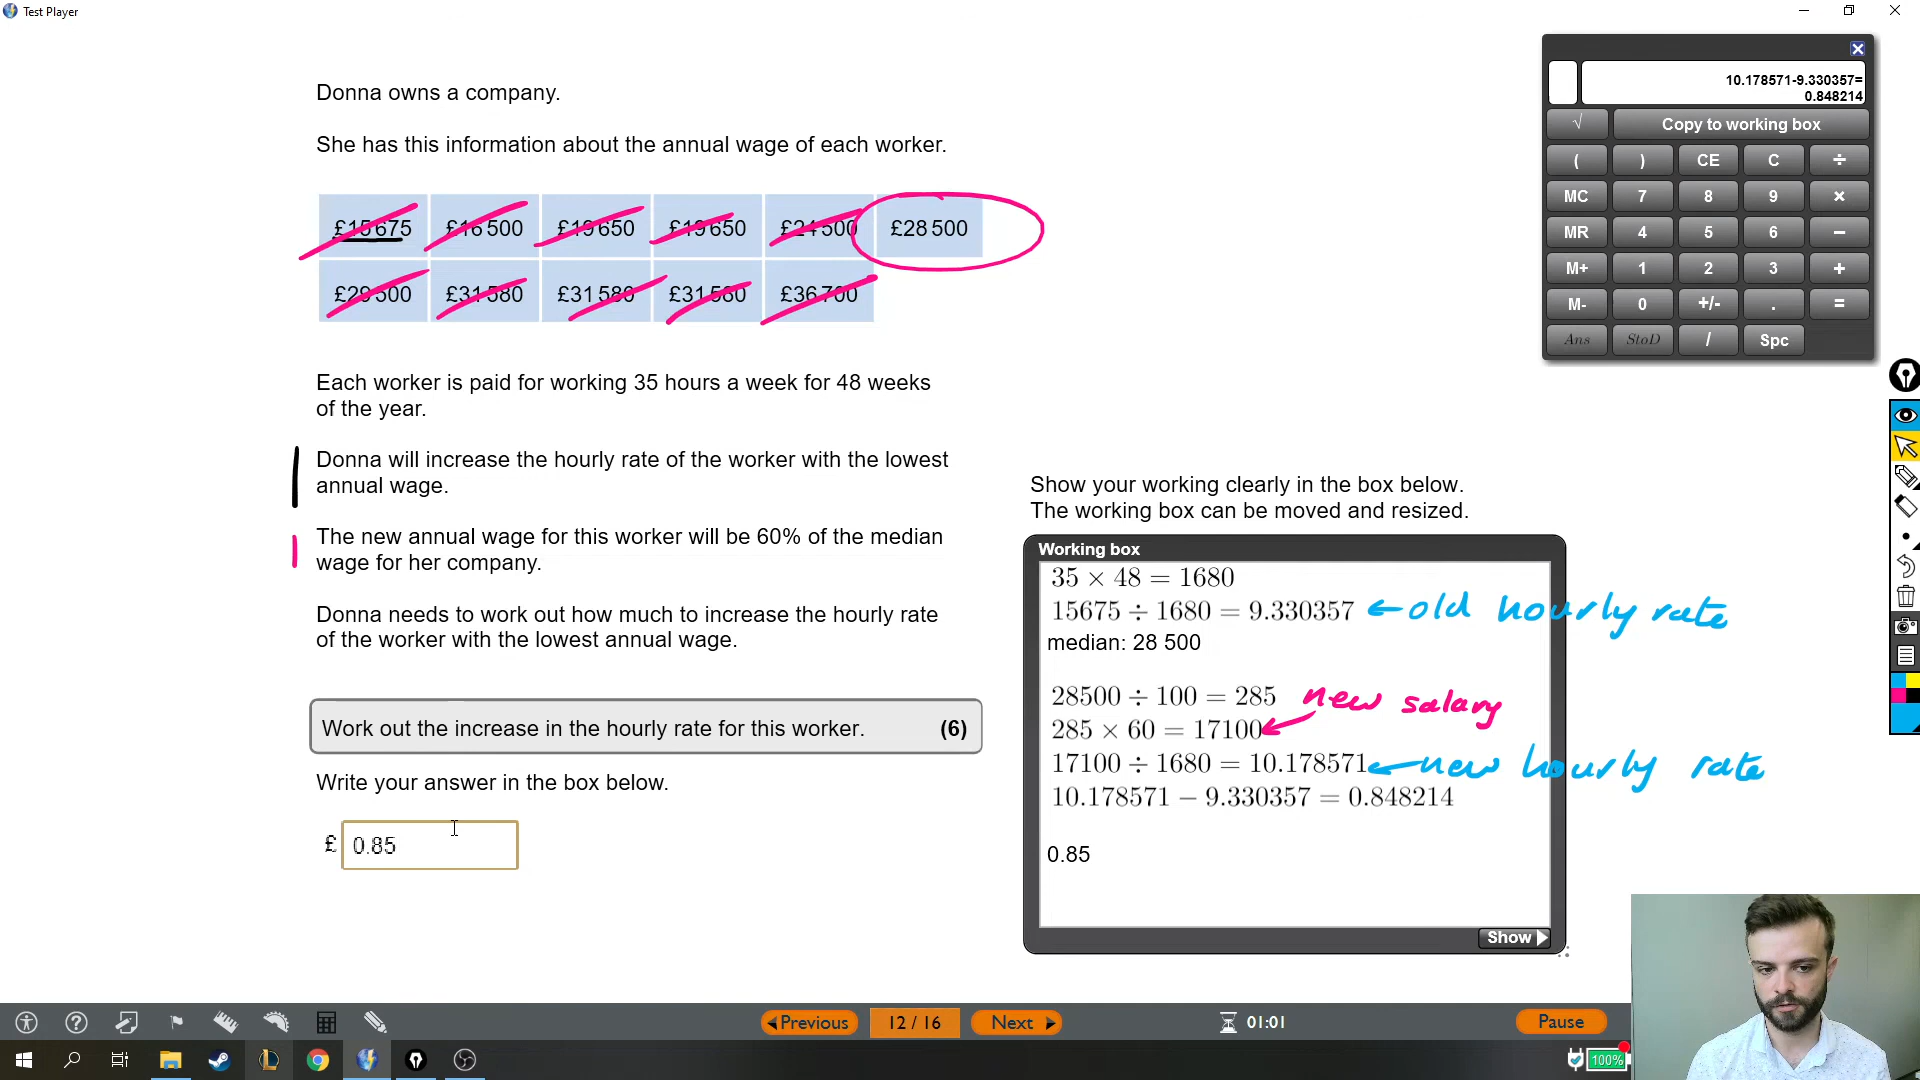 Test Player
Donna owns a company.
She has this information about the annual wage of each worker.
£15 675 £16 500 £19 650 £19 650 £24 500 £28 500
£29 500 £31 580 £31 580 £31 580 £36 700
Each worker is paid for working 35 hours a week for 48 weeks
of the year.
Donna will increase the hourly rate of the worker with the lowest
annual wage.
The new annual wage for this worker will be 60% of the median
wage for her company.
Donna needs to work out how much to increase the hourly rate
of the worker with the lowest annual wage.
Work out the increase in the hourly rate for this worker. (6)
Write your answer in the box below.
£ 0.85
10.178571-9.330357=
0.848214
√ Copy to working box
( ) CE C ÷
MC 7 8 9 ×
MR 4 5 6 −
M+ 1 2 3 +
M- 0 +/- . =
Ans StoD / Spc
Show your working clearly in the box below.
The working box can be moved and resized.
Working box
35 × 48 = 1680
15675 ÷ 1680 = 9.330357 ← old hourly rate
median: 28 500
28500 ÷ 100 = 285
new salary
285 × 60 = 17100
17100 ÷ 1680 = 10.178571 ← new hourly rate
10.178571 − 9.330357 = 0.848214
0.85
Show
Previous 12 / 16 Next 01:01 Pause
100%